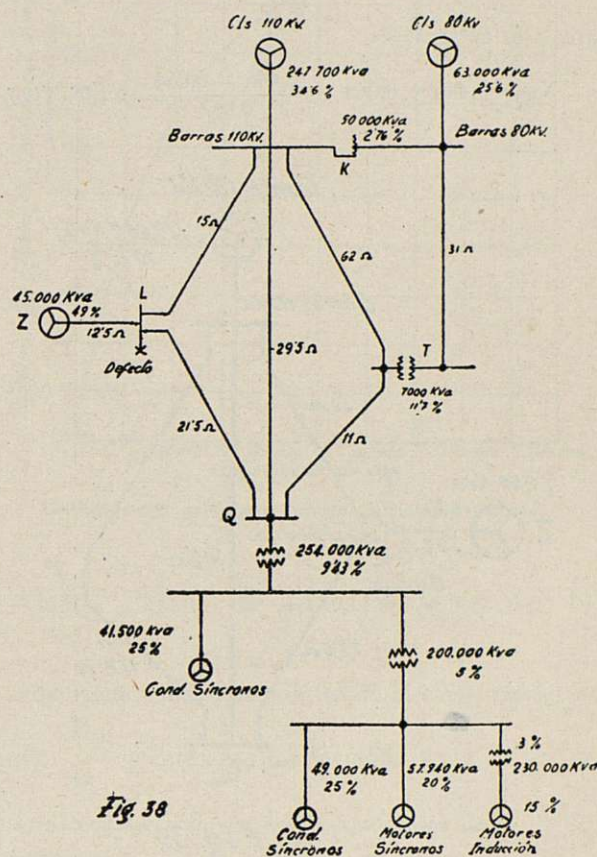 C/s 110 Kv.
C/s 80 Kv
247.700 Kva
34'6 %
63.000 Kva
25'6 %
50.000 Kva
2'76 %
Barras 110 Kv.
Barras 80 Kv.
K
15 Ω
62 Ω
31 Ω
45.000 Kva
49 %
Z
12'5 Ω
L
Defecto
29'5 Ω
T
7000 Kva
11'7 %
21'5 Ω
11 Ω
Q
254.000 Kva
9'43 %
41.500 Kva
25 %
Cond. Síncronos
200.000 Kva
5 %
49.000 Kva
25 %
57.940 Kva
20 %
3 %
230.000 Kva
15 %
Fig. 38
Cond.
Síncronos
Motores
Síncronos
Motores
Inducción